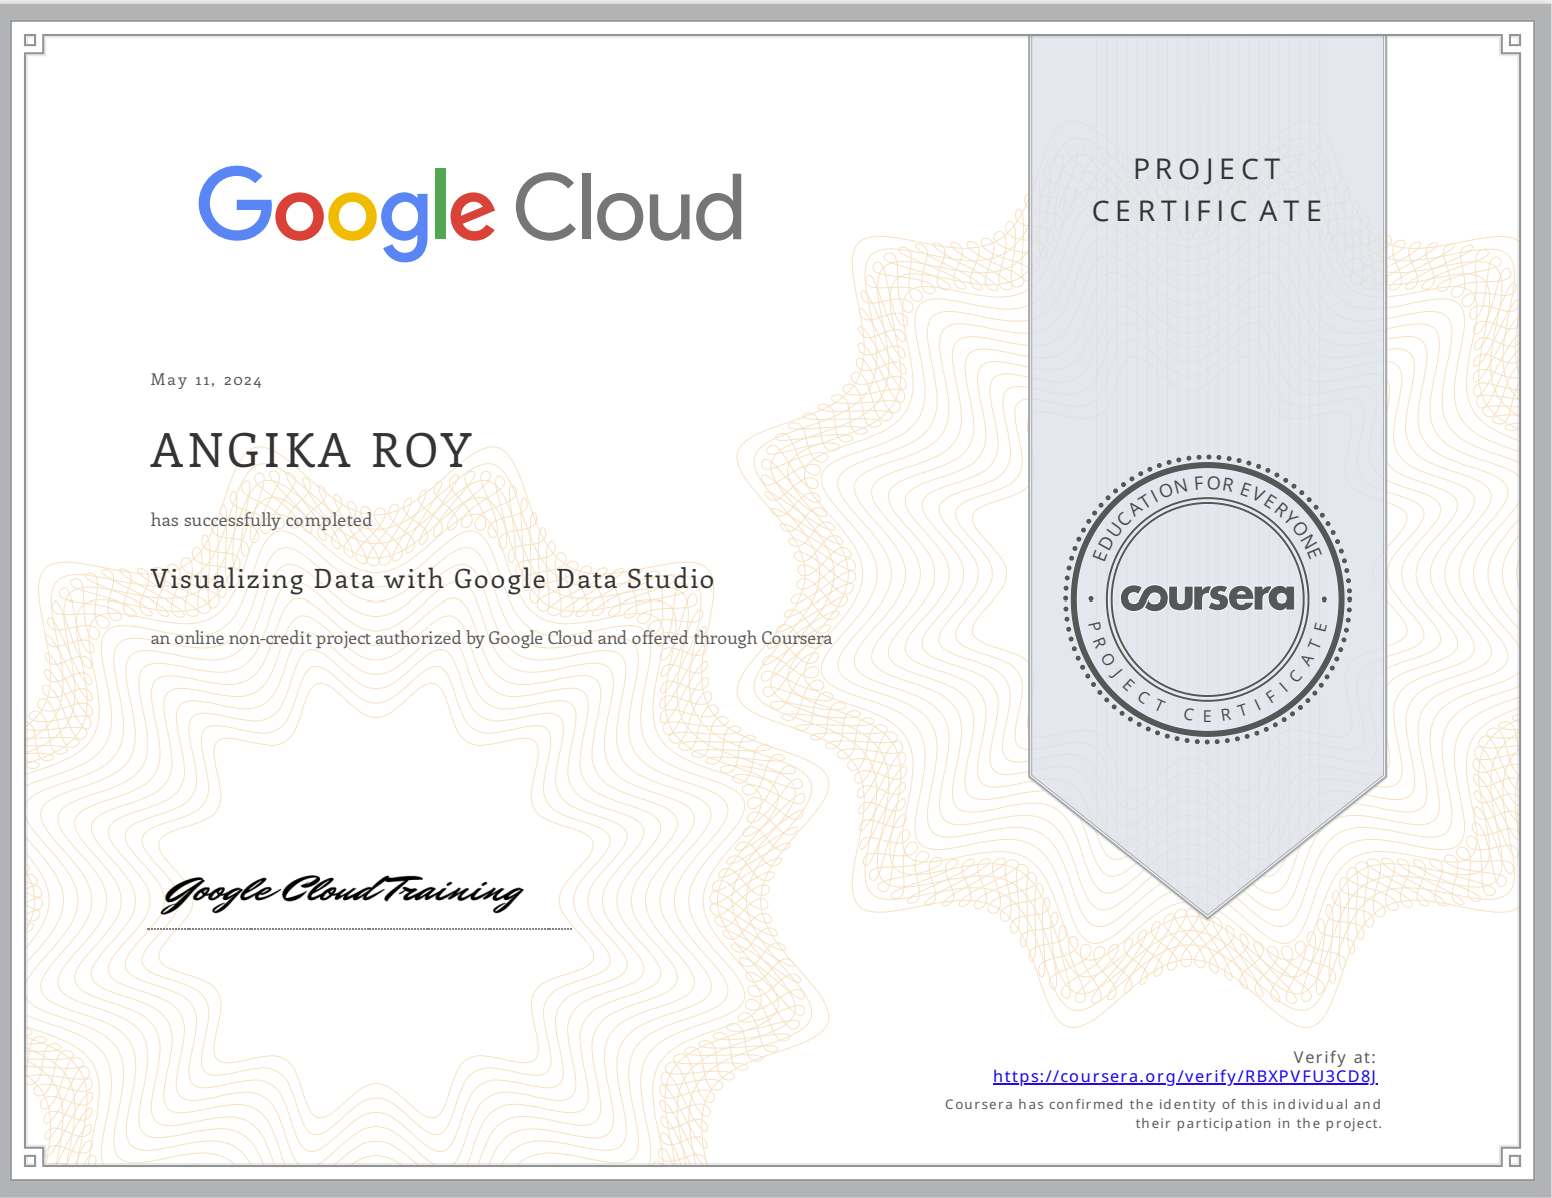 Google Cloud
PROJECT
CERTIFICATE
May 11, 2024
ANGIKA ROY
has successfully completed
Visualizing Data with Google Data Studio
an online non-credit project authorized by Google Cloud and offered through Coursera
EDUCATION FOR EVERYONE
coursera
PROJECT CERTIFICATE
Google Cloud Training
Verify at:
https://coursera.org/verify/RBXPVFU3CD8J
Coursera has confirmed the identity of this individual and
their participation in the project.